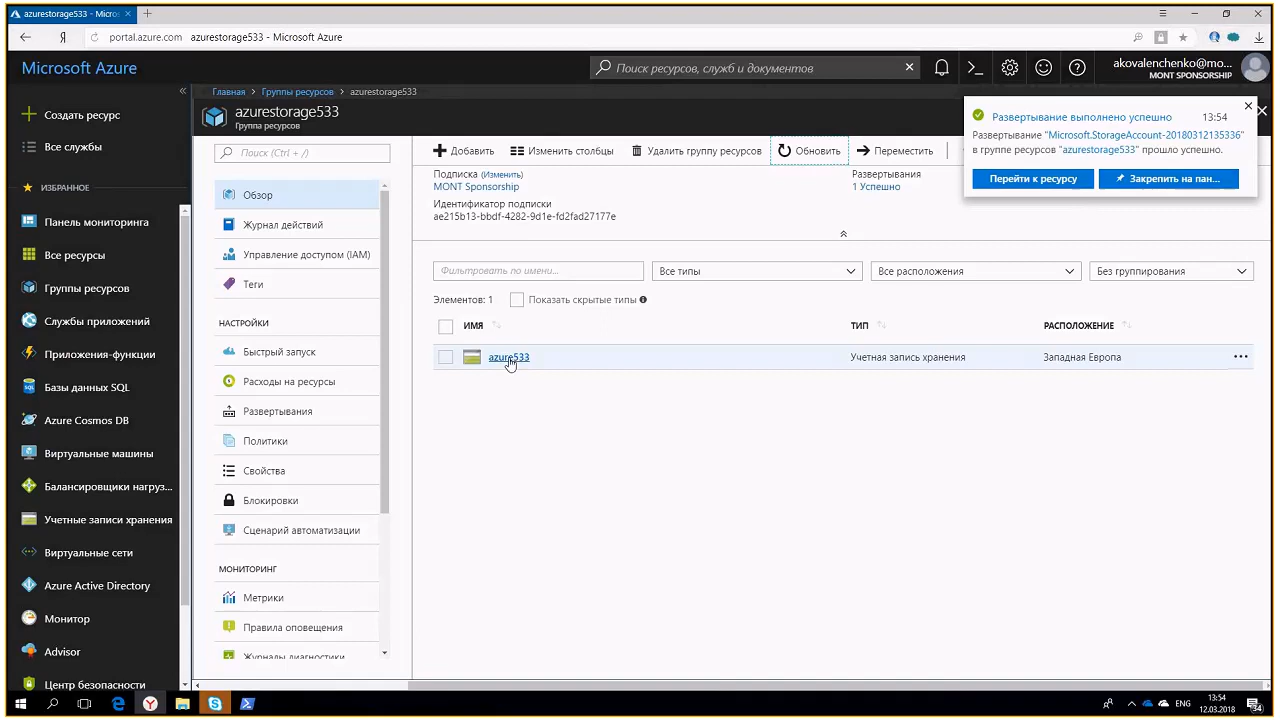 azurestorage533 - Micros
portal.azure.com azurestorage533 - Microsoft Azure
Microsoft Azure
Поиск ресурсов, служб и документов
akovalenchenko@mo...
MONT SPONSORSHIP
Главная Группы ресурсов azurestorage533
azurestorage533
Группа ресурсов
Развертывание выполнено успешно 13:54
Развертывание "Microsoft.StorageAccount-20180312135336"
в группе ресурсов "azurestorage533" прошло успешно.
Перейти к ресурсу
Закрепить на пан...
Создать ресурс
Все службы
ИЗБРАННОЕ
Панель мониторинга
Все ресурсы
Группы ресурсов
Службы приложений
Приложения-функции
Базы данных SQL
Azure Cosmos DB
Виртуальные машины
Балансировщики нагруз...
Учетные записи хранения
Виртуальные сети
Azure Active Directory
Монитор
Advisor
Центр безопасности
Поиск (Ctrl + /)
Обзор
Журнал действий
Управление доступом (IAM)
Теги
НАСТРОЙКИ
Быстрый запуск
Расходы на ресурсы
Развертывания
Политики
Свойства
Блокировки
Сценарий автоматизации
МОНИТОРИНГ
Метрики
Правила оповещения
Журналы диагностики
Добавить Изменить столбцы Удалить группу ресурсов Обновить Переместить
Подписка (Изменить)
MONT Sponsorship
Развертывания
1 Успешно
Идентификатор подписки
ae215b13-bbdf-4282-9d1e-fd2fad27177e
Фильтровать по имени...
Все типы
Все расположения
Без группирования
Элементов: 1 Показать скрытые типы
ИМЯ ТИП РАСПОЛОЖЕНИЕ
azure533 Учетная запись хранения Западная Европа
ENG
13:54
12.03.2018
34